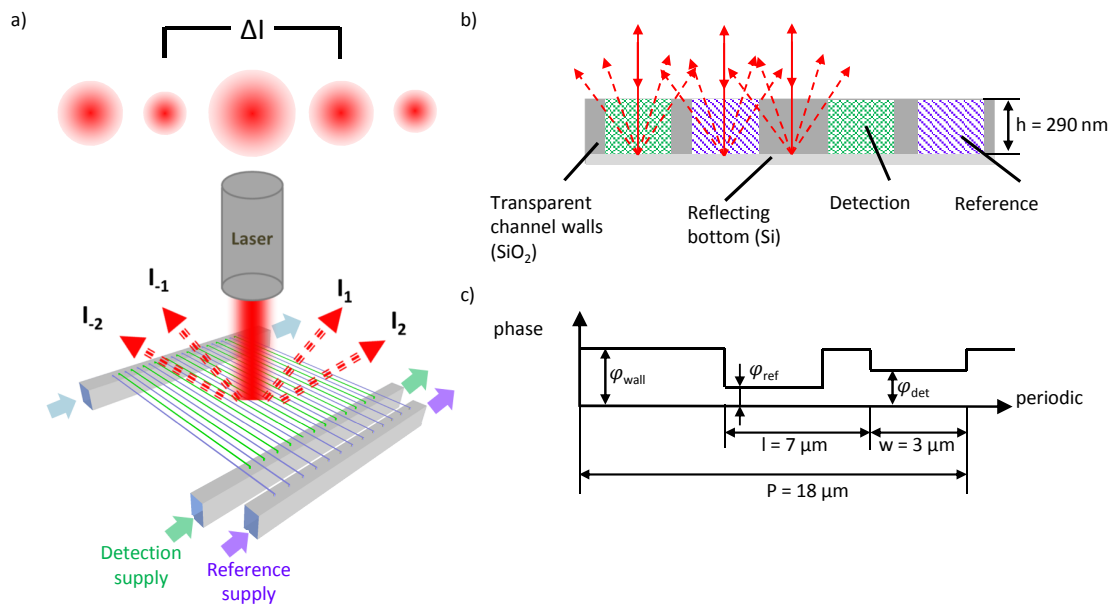 a)
Δl
Laser
I-2
I-1
I1
I2
Detection
supply
Reference
supply
b)
h = 290 nm
Transparent
channel walls
(SiO2)
Reflecting
bottom (Si)
Detection
Reference
c)
phase
φwall
φref
φdet
periodic
l = 7 µm
w = 3 µm
P = 18 µm